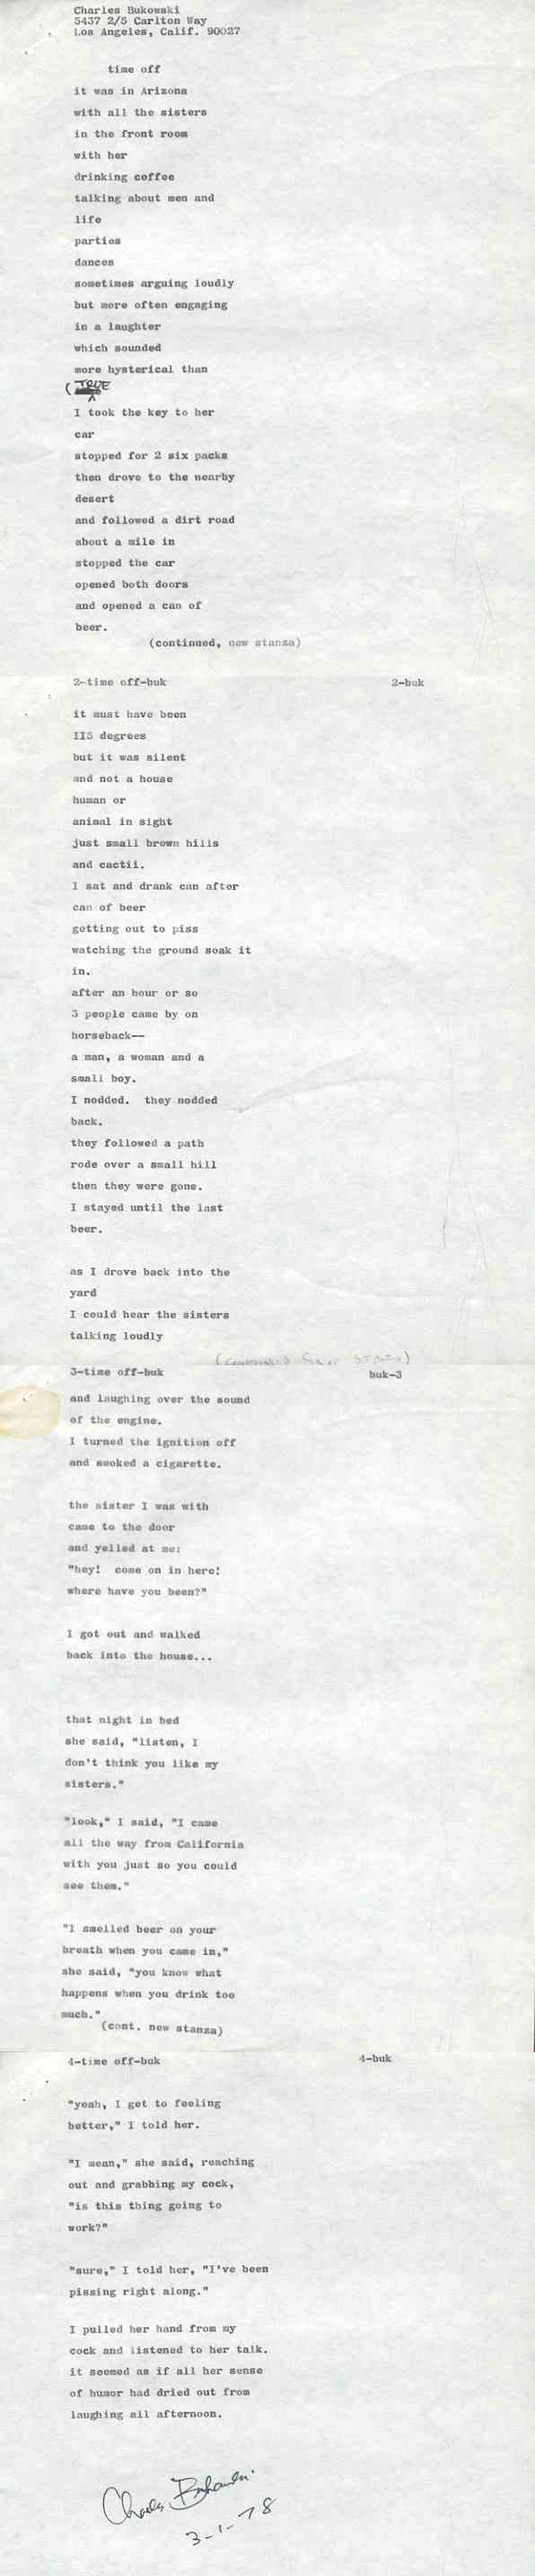 Charles Bukowski
5437 2/5 Carlton Way
Los Angeles, Calif. 90027
time off
it was in Arizona
with all the sisters
in the front room
with her
drinking coffee
talking about men and
life
parties
dances
sometimes arguing loudly
but more often engaging
in a laughter
which sounded
more hysterical than
(TRUE
I took the key to her
car
stopped for 2 six packs
then drove to the nearby
desert
and followed a dirt road
about a mile in
stopped the car
opened both doors
and opened a can of
beer.
(continued, new stanza)
2-time off-buk 2-buk
it must have been
II5 degrees
but it was silent
and not a house
human or
animal in sight
just small brown hills
and cactii.
I sat and drank can after
can of beer
getting out to piss
watching the ground soak it
in.
after an hour or so
3 people came by on
horseback--
a man, a woman and a
small boy.
I nodded. they nodded
back.
they followed a path
rode over a small hill
then they were gone.
I stayed until the last
beer.
as I drove back into the
yard
I could hear the sisters
talking loudly
3-time off-buk buk-3
and laughing over the sound
of the engine.
I turned the ignition off
and smoked a cigarette.
the sister I was with
came to the door
and yelled at me:
"hey! come on in here!
where have you been?"
I got out and walked
back into the house...
that night in bed
she said, "listen, I
don't think you like my
sisters."
"look," I said, "I came
all the way from California
with you just so you could
see them."
"I smelled beer on your
breath when you came in,"
she said, "you know what
happens when you drink too
much."
(cont. new stanza)
4-time off-buk 4-buk
"yeah, I get to feeling
better," I told her.
"I mean," she said, reaching
out and grabbing my cock,
"is this thing going to
work?"
"sure," I told her, "I've been
pissing right along."
I pulled her hand from my
cock and listened to her talk.
it seemed as if all her sense
of humor had dried out from
laughing all afternoon.
Charles Bukowski
3-1-78